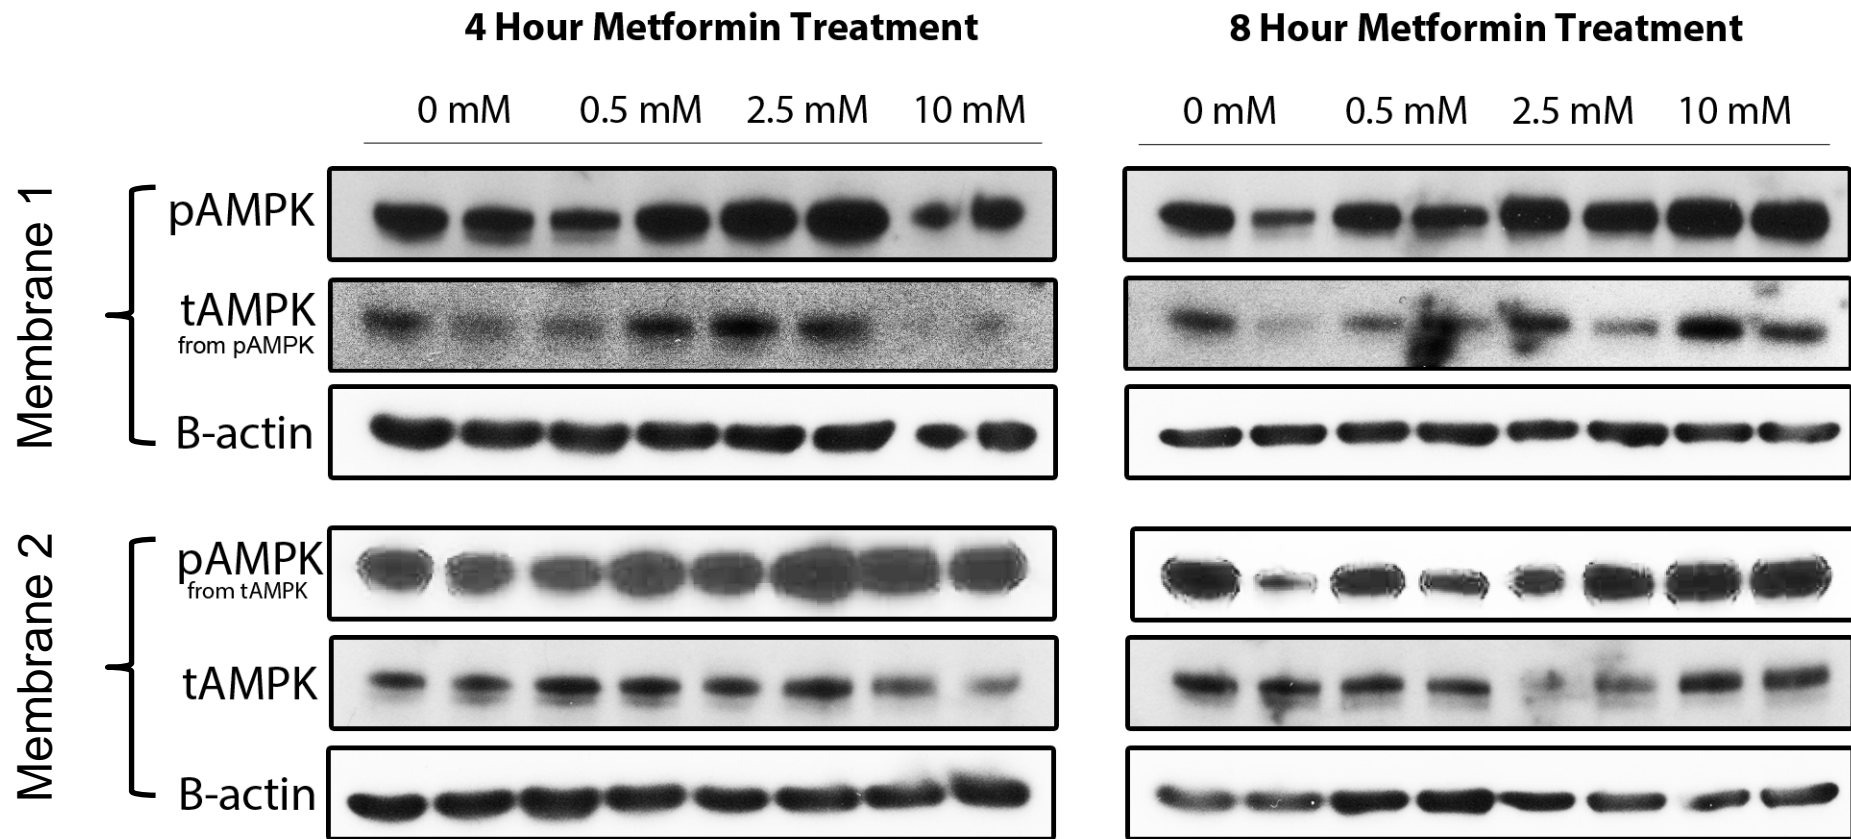 4 Hour Metformin Treatment
8 Hour Metformin Treatment
0 mM 0.5 mM 2.5 mM 10 mM
0 mM 0.5 mM 2.5 mM 10 mM
Membrane 1
pAMPK
tAMPK
from pAMPK
B-actin
Membrane 2
pAMPK
from tAMPK
tAMPK
B-actin